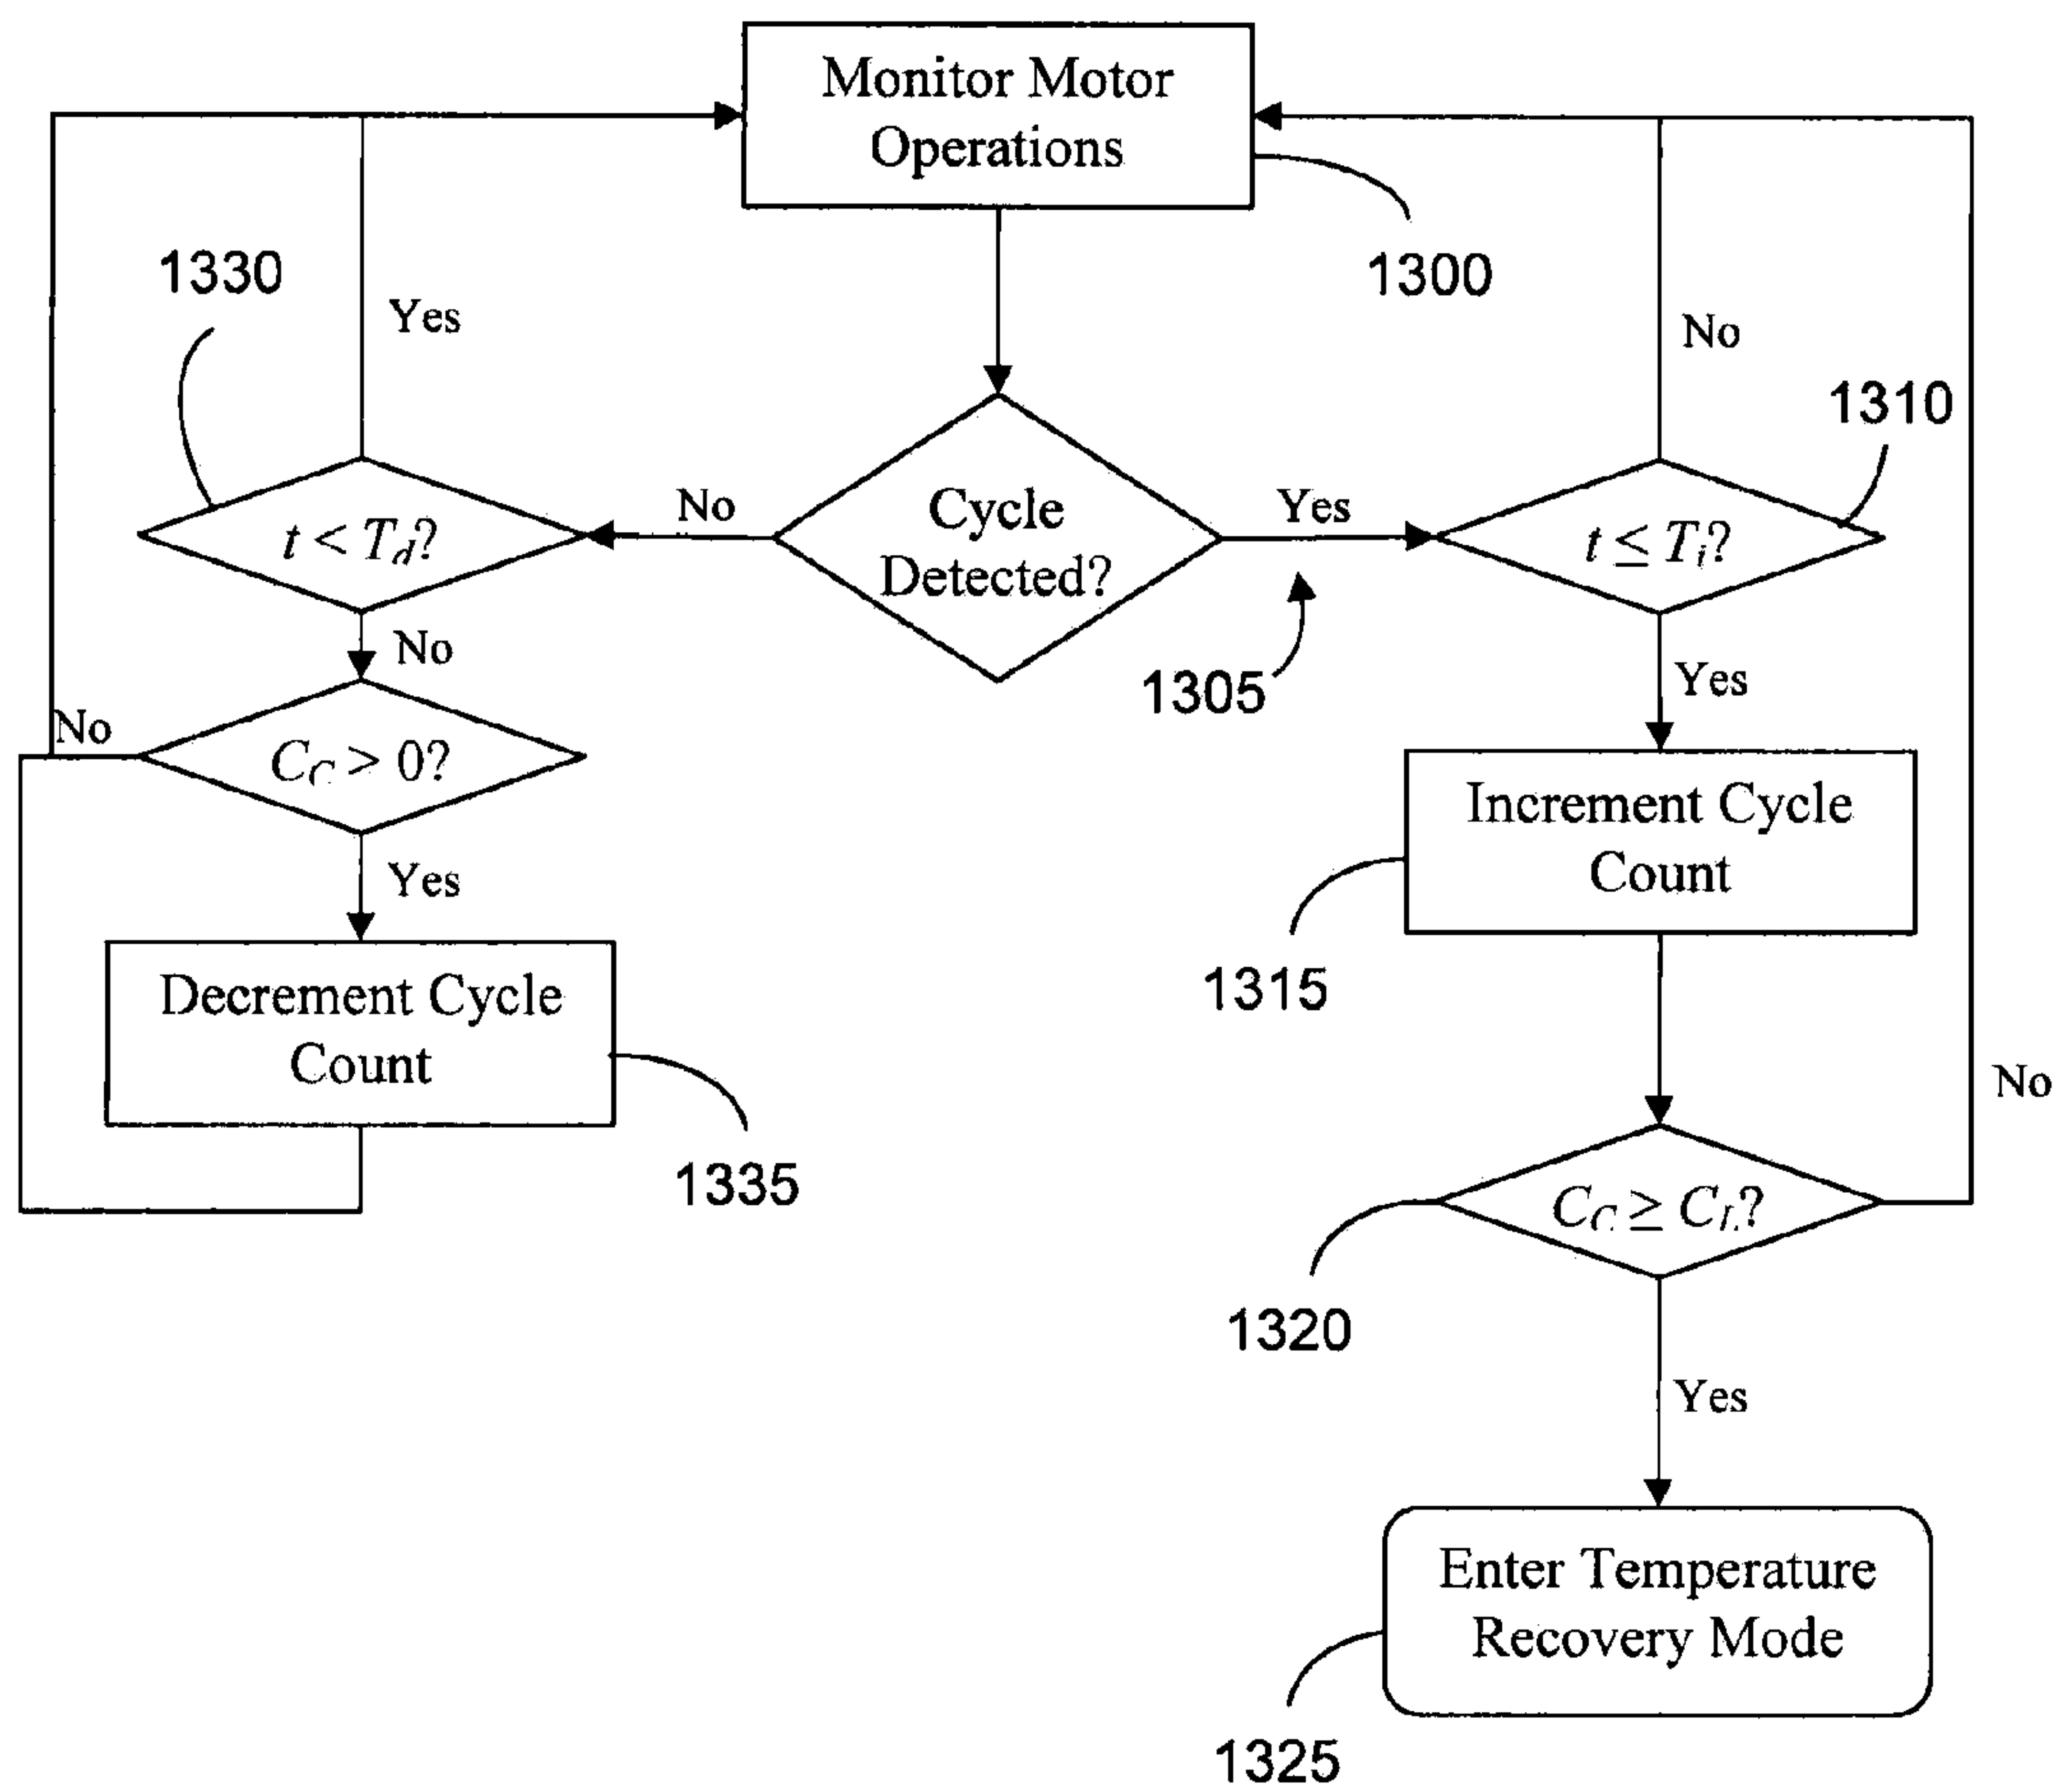 Monitor Motor
Operations
1300
1330
Yes
No
1310
Cycle
Detected?
No
Yes
1305
t < Td?
t ≤ Ti?
No
Yes
No
CC > 0?
Yes
Increment Cycle
Count
1315
Decrement Cycle
Count
1335
No
CC ≥ CL?
1320
Yes
Enter Temperature
Recovery Mode
1325